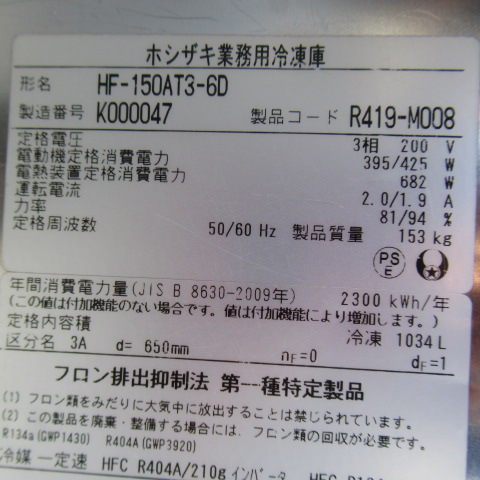 ホシザキ業務用冷凍庫
形名 HF-150AT3-6D
製造番号 K000047 製品コード R419-M008
定格電圧 3相 200 V
電動機定格消費電力 395/425 W
電熱装置定格消費電力 682 W
運転電流 2.0/1.9 A
力率 81/94 %
定格周波数 50/60 Hz 製品質量 153 kg
PS E
年間消費電力量(JIS B 8630-2009年) 2300 kWh/年
(この値は付加機能のない場合です。値は付加機能により増加します。)
定格内容積 冷凍 1034 L
区分名 3A d= 650mm nF=0 dF=1
フロン排出抑制法 第一種特定製品
(1) フロン類をみだりに大気中に放出することは禁じられています。
(2) この製品を廃棄・整備する場合には、フロン類の回収が必要です。
R134a(GWP1430) R404A(GWP3920)
冷媒 一定速 HFC R404A/210g インバータ HFC